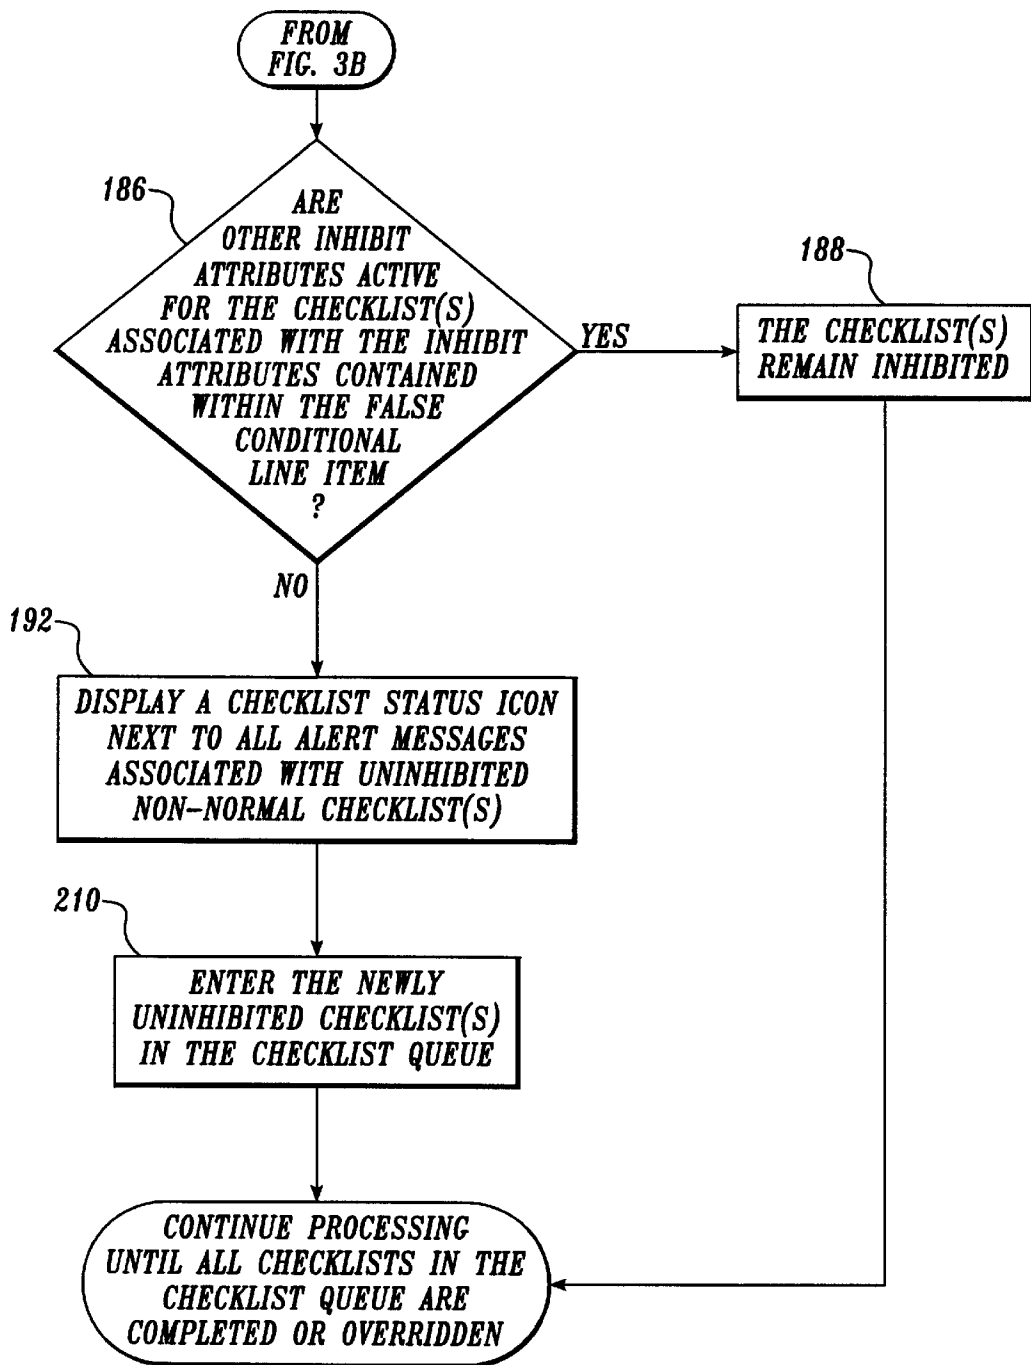 FROM
FIG. 3B
186
ARE
OTHER INHIBIT
ATTRIBUTES ACTIVE
FOR THE CHECKLIST(S)
ASSOCIATED WITH THE INHIBIT
ATTRIBUTES CONTAINED
WITHIN THE FALSE
CONDITIONAL
LINE ITEM
?
YES
188
THE CHECKLIST(S)
REMAIN INHIBITED
NO
192
DISPLAY A CHECKLIST STATUS ICON
NEXT TO ALL ALERT MESSAGES
ASSOCIATED WITH UNINHIBITED
NON-NORMAL CHECKLIST(S)
210
ENTER THE NEWLY
UNINHIBITED CHECKLIST(S)
IN THE CHECKLIST QUEUE
CONTINUE PROCESSING
UNTIL ALL CHECKLISTS IN THE
CHECKLIST QUEUE ARE
COMPLETED OR OVERRIDDEN